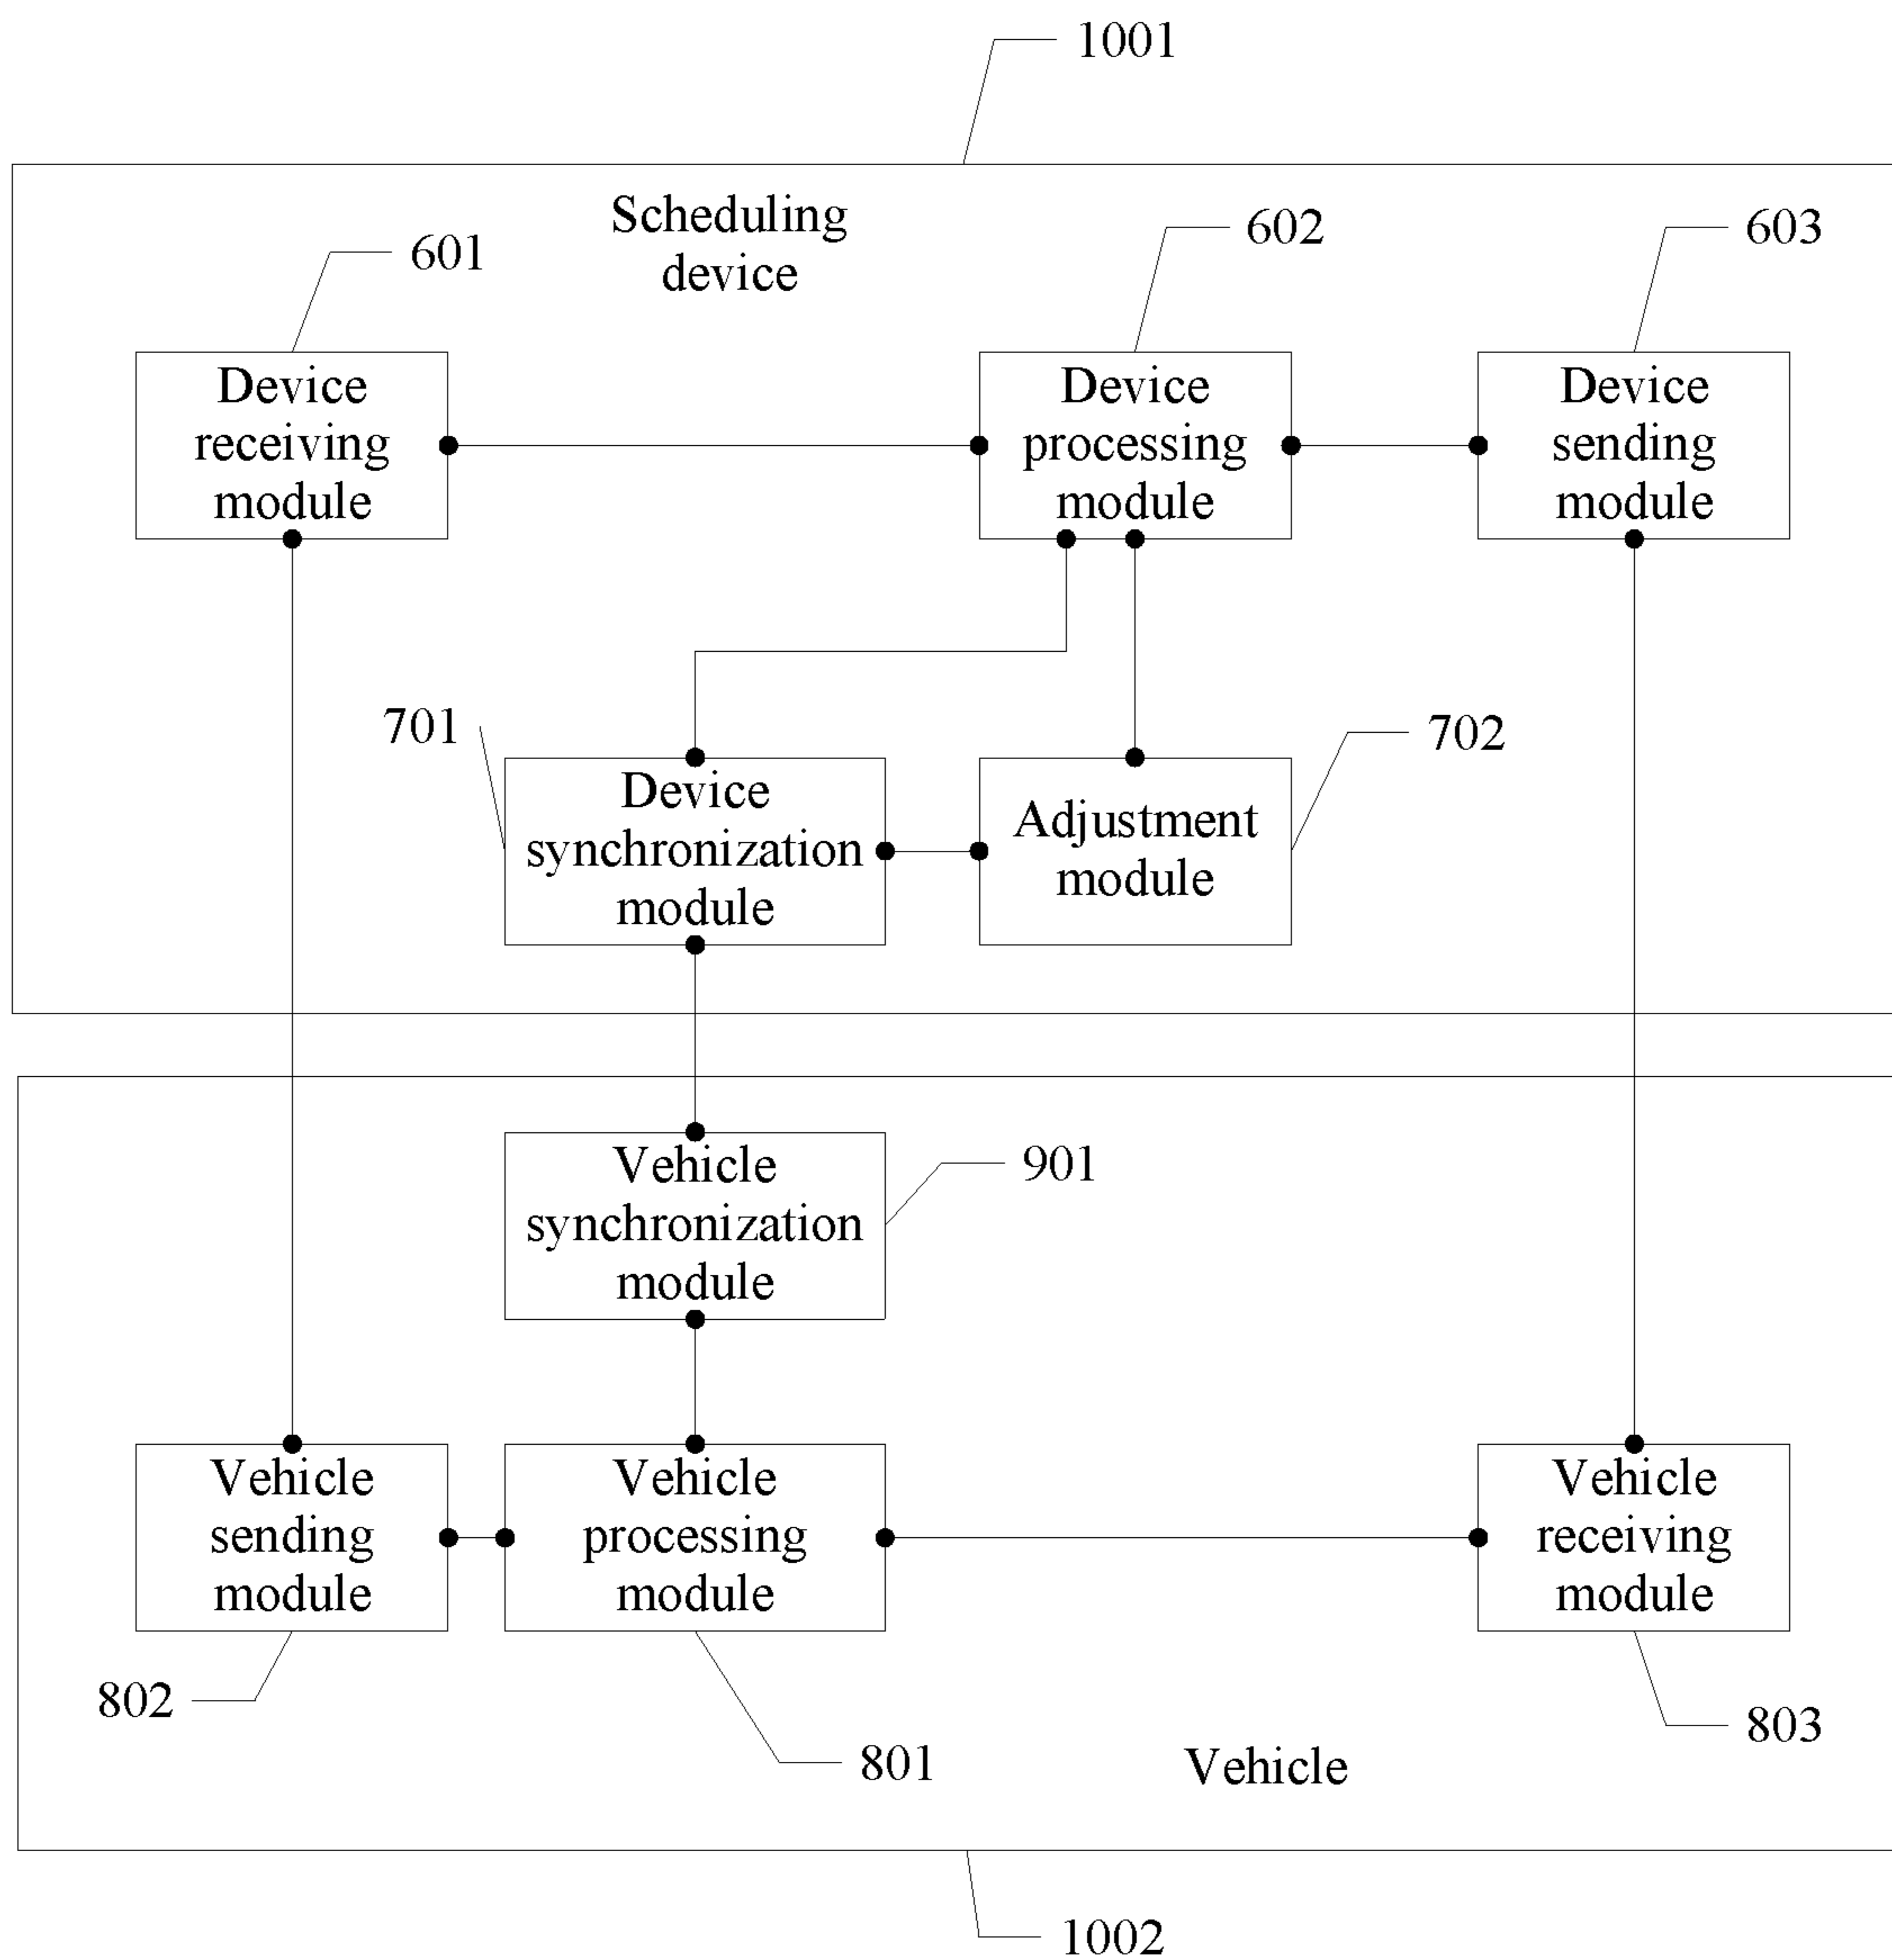 1001
Scheduling
device
601
602
603
Device
receiving
module
Device
processing
module
Device
sending
module
701
702
Device
synchronization
module
Adjustment
module
Vehicle
synchronization
module
901
Vehicle
sending
module
Vehicle
processing
module
Vehicle
receiving
module
802
801
803
Vehicle
1002